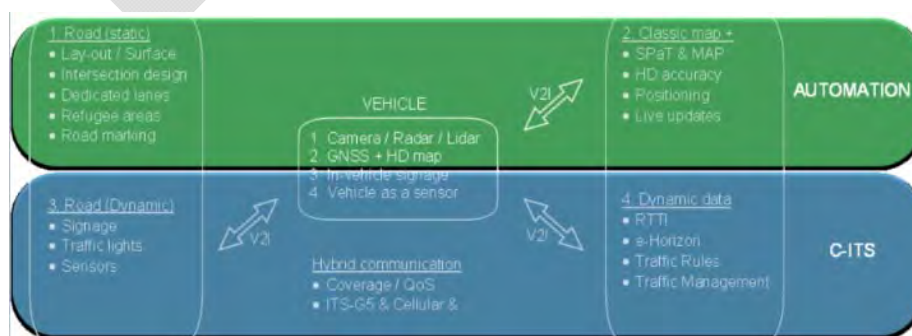 1. Road (static)
• Lay-out / Surface
• Intersection design
• Dedicated lanes
• Refugee areas
• Road marking
VEHICLE
1 Camera / Radar / Lidar
2 GNSS + HD map
3 In-vehicle signage
4 Vehicle as a sensor
V2I
2. Classic map +
• SPaT & MAP
• HD accuracy
• Positioning
• Live updates
AUTOMATION
3. Road (Dynamic)
• Signage
• Traffic lights
• Sensors
V2I
Hybrid communication
• Coverage / QoS
• ITS-G5 & Cellular &
V2I
4. Dynamic data
• RTTI
• e-Horizon
• Traffic Rules
• Traffic Management
C-ITS